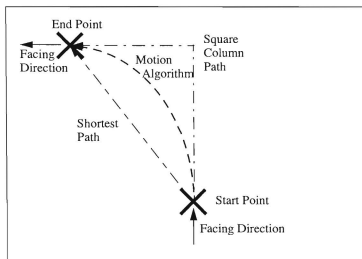 End Point
Facing
Direction
Motion
Algorithm
Square
Column
Path
Shortest
Path
Start Point
Facing Direction